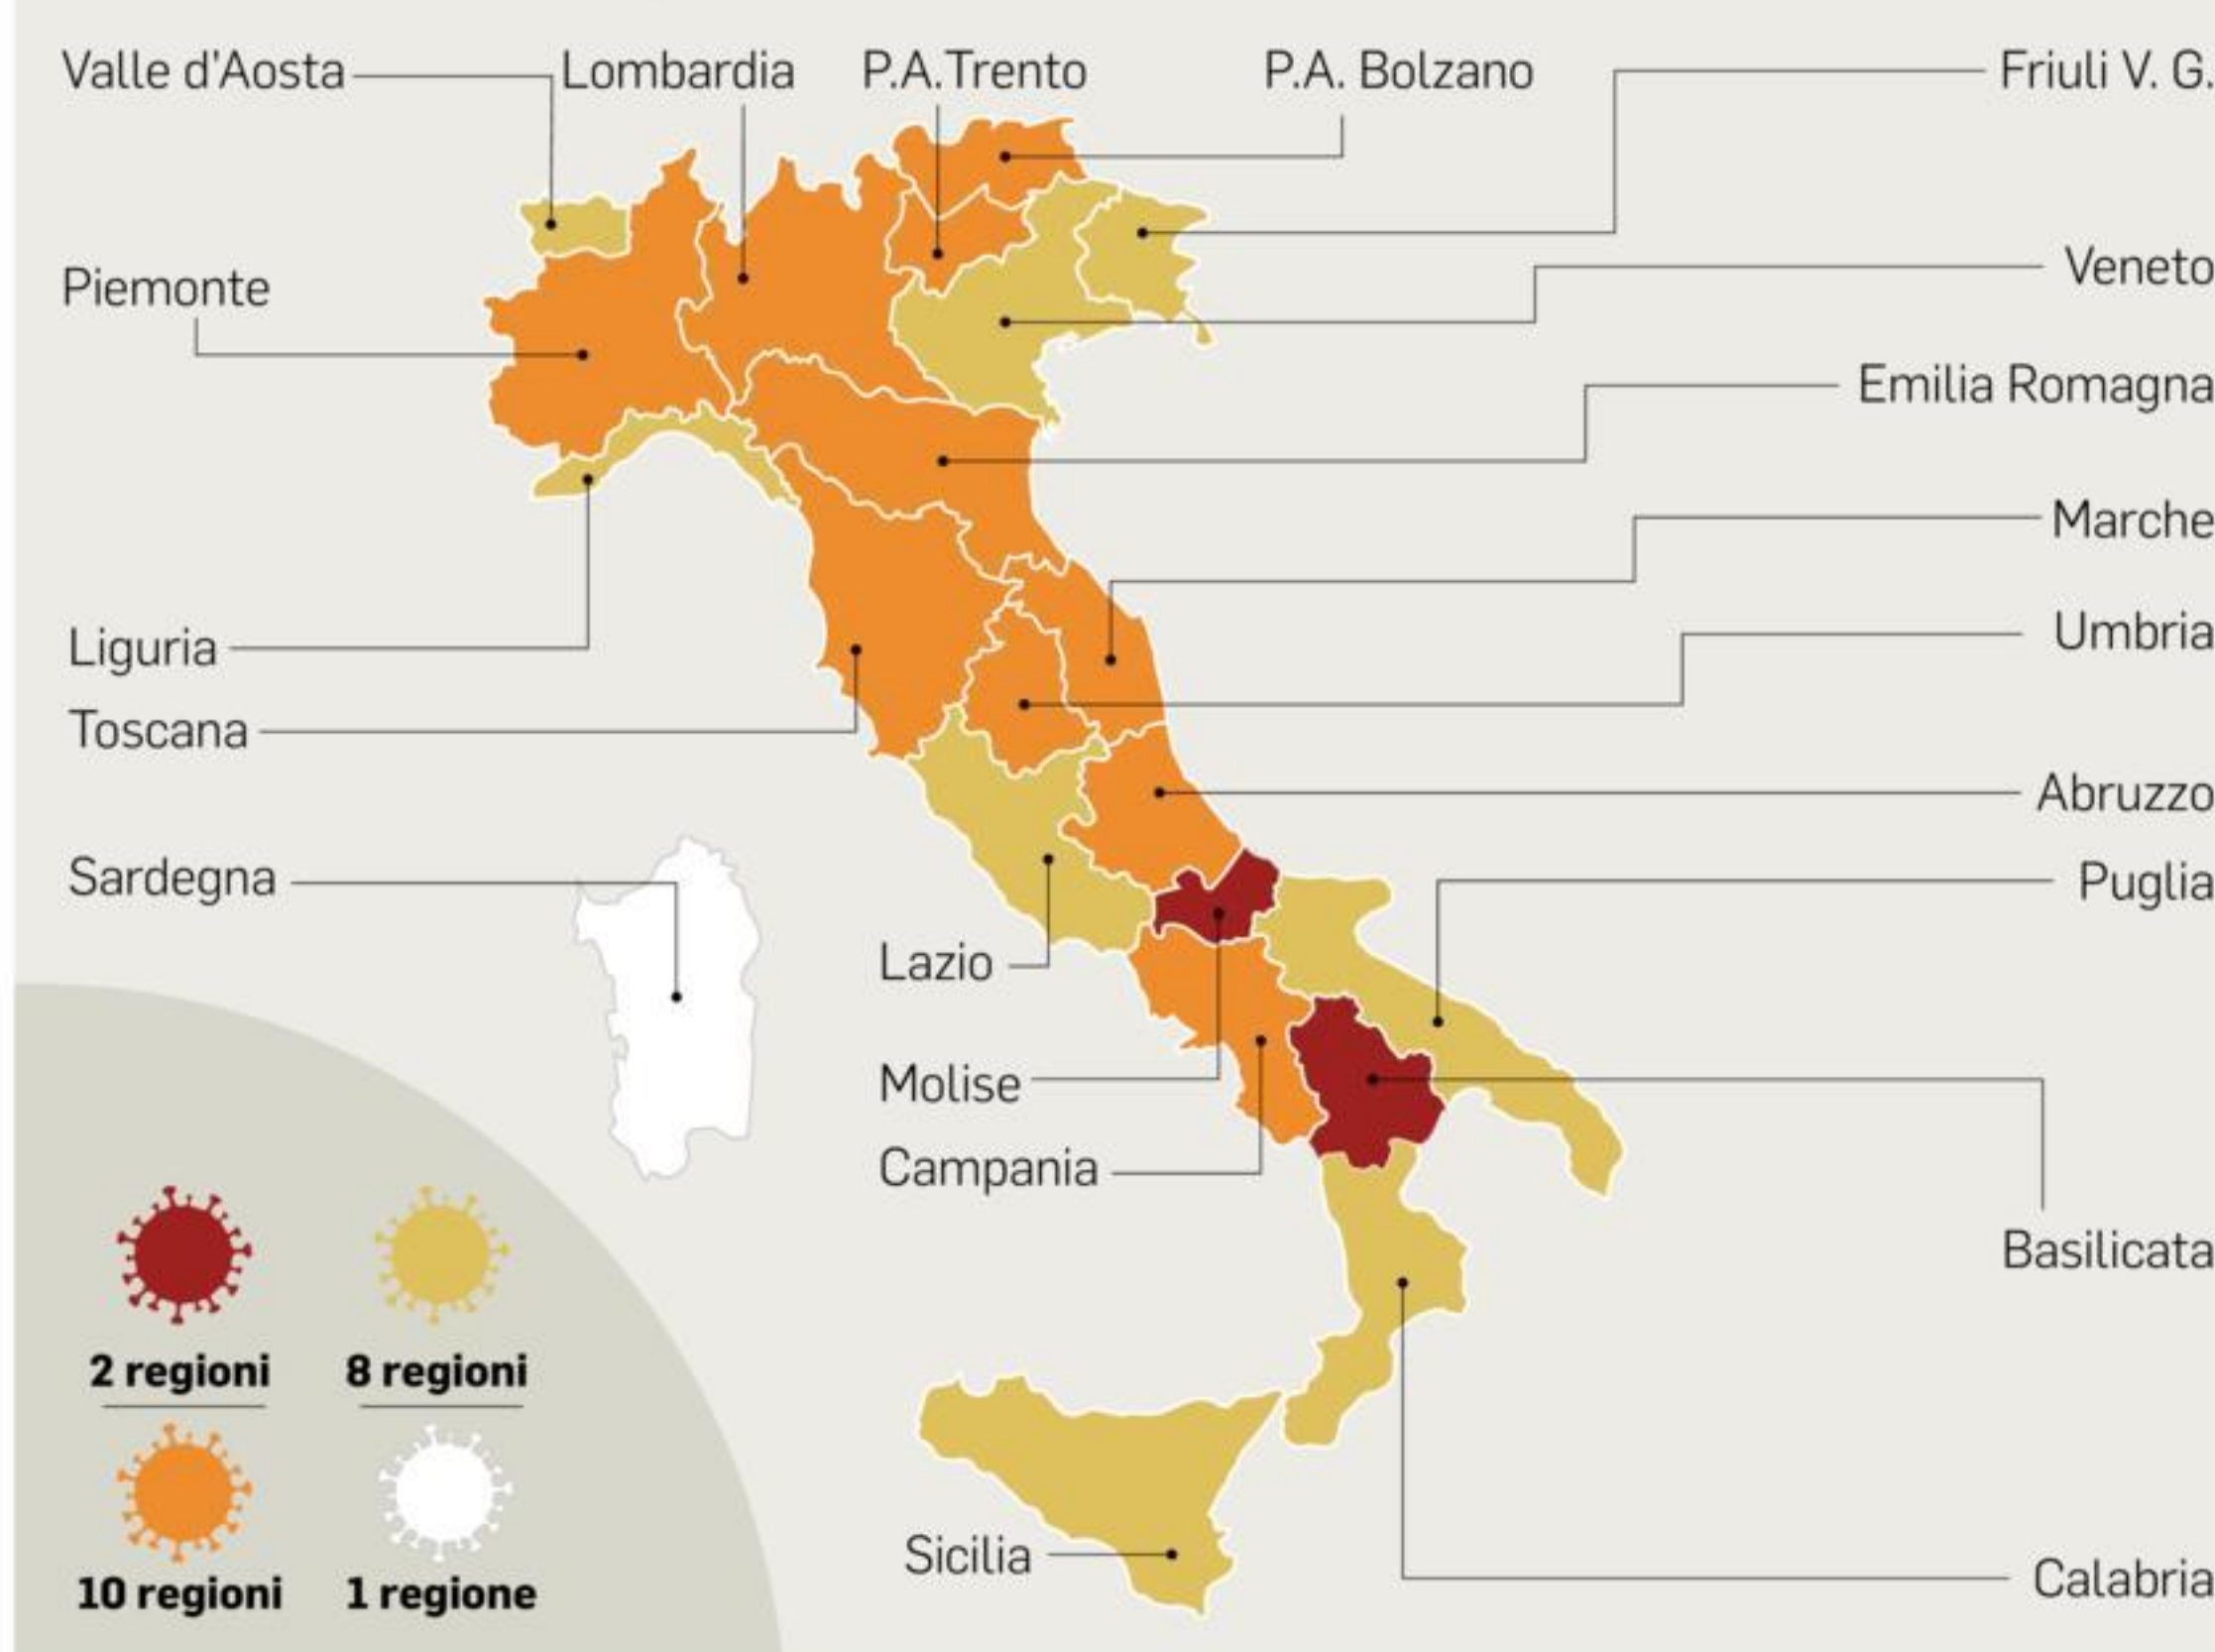 Valle d'Aosta
Lombardia
P.A.Trento
P.A. Bolzano
Friuli V. G.
Piemonte
Veneto
Emilia Romagna
Marche
Liguria
Umbria
Toscana
Abruzzo
Sardegna
Puglia
Lazio
Molise
Campania
Basilicata
2 regioni
8 regioni
10 regioni
1 regione
Sicilia
Calabria